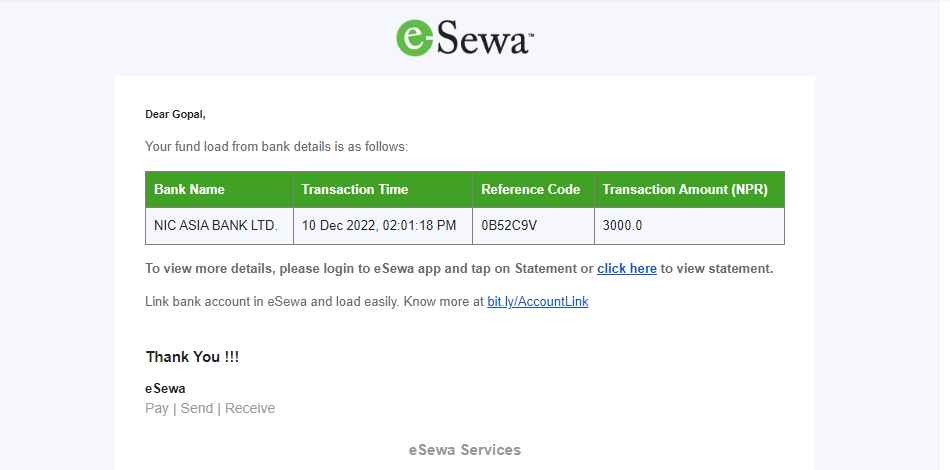 e-Sewa™
Dear Gopal,
Your fund load from bank details is as follows:
Bank Name Transaction Time Reference Code Transaction Amount (NPR)
NIC ASIA BANK LTD. 10 Dec 2022, 02:01:18 PM 0B52C9V 3000.0
To view more details, please login to eSewa app and tap on Statement or click here to view statement.
Link bank account in eSewa and load easily. Know more at bit.ly/AccountLink
Thank You !!!
eSewa
Pay | Send | Receive
eSewa Services